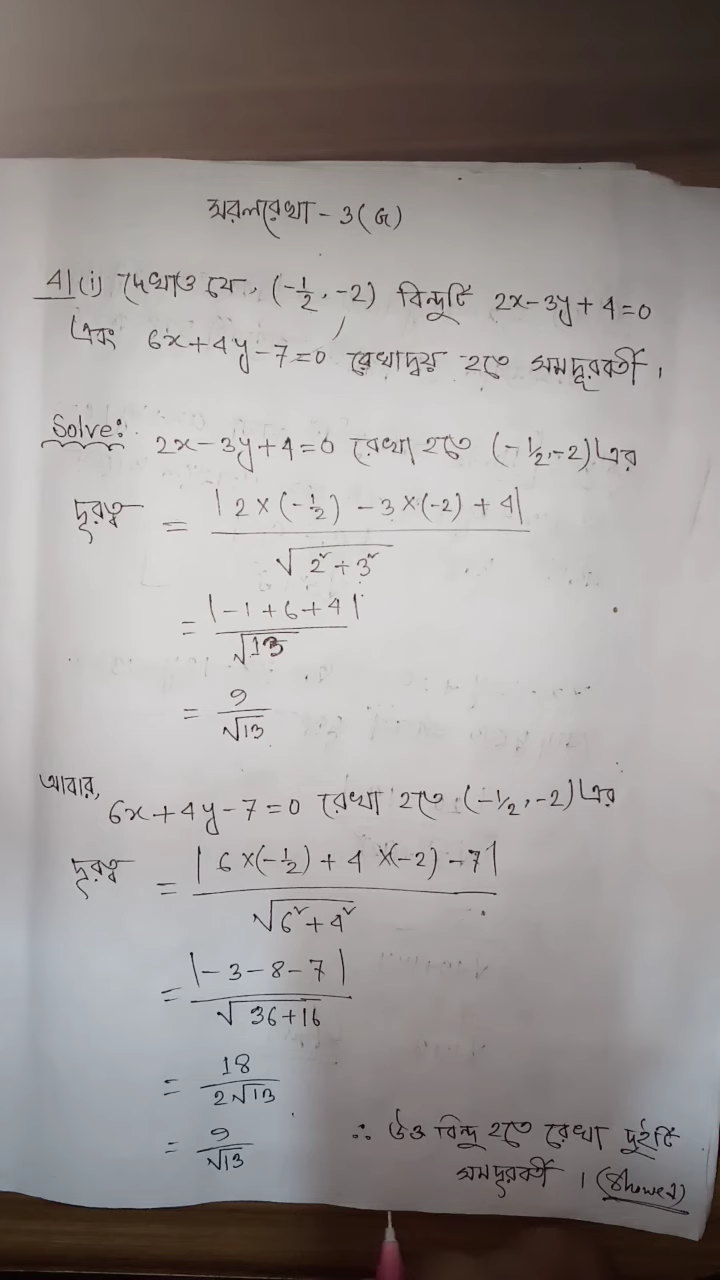 সরলরেখা - 3(G)
4|(i) দেখাও যে, (-1/2, -2) বিন্দুটি 2x-3y+4=0
এবং 6x+4y-7=0 রেখাদ্বয় হতে সমদূরবর্তী।
Solve: 2x-3y+4=0 রেখা হতে (-1/2, -2) এর
দূরত্ব = |2×(-1/2) - 3×(-2) + 4| / √(2² + 3²)
= |-1+6+4| / √13
= 9/√13
আবার, 6x+4y-7=0 রেখা হতে (-1/2, -2) এর
দূরত্ব = |6×(-1/2) + 4×(-2) - 7| / √(6² + 4²)
= |-3-8-7| / √(36+16)
= 18 / 2√13
= 9/√13
∴ উক্ত বিন্দু হতে রেখা দুইটি
সমদূরবর্তী। (Showed)